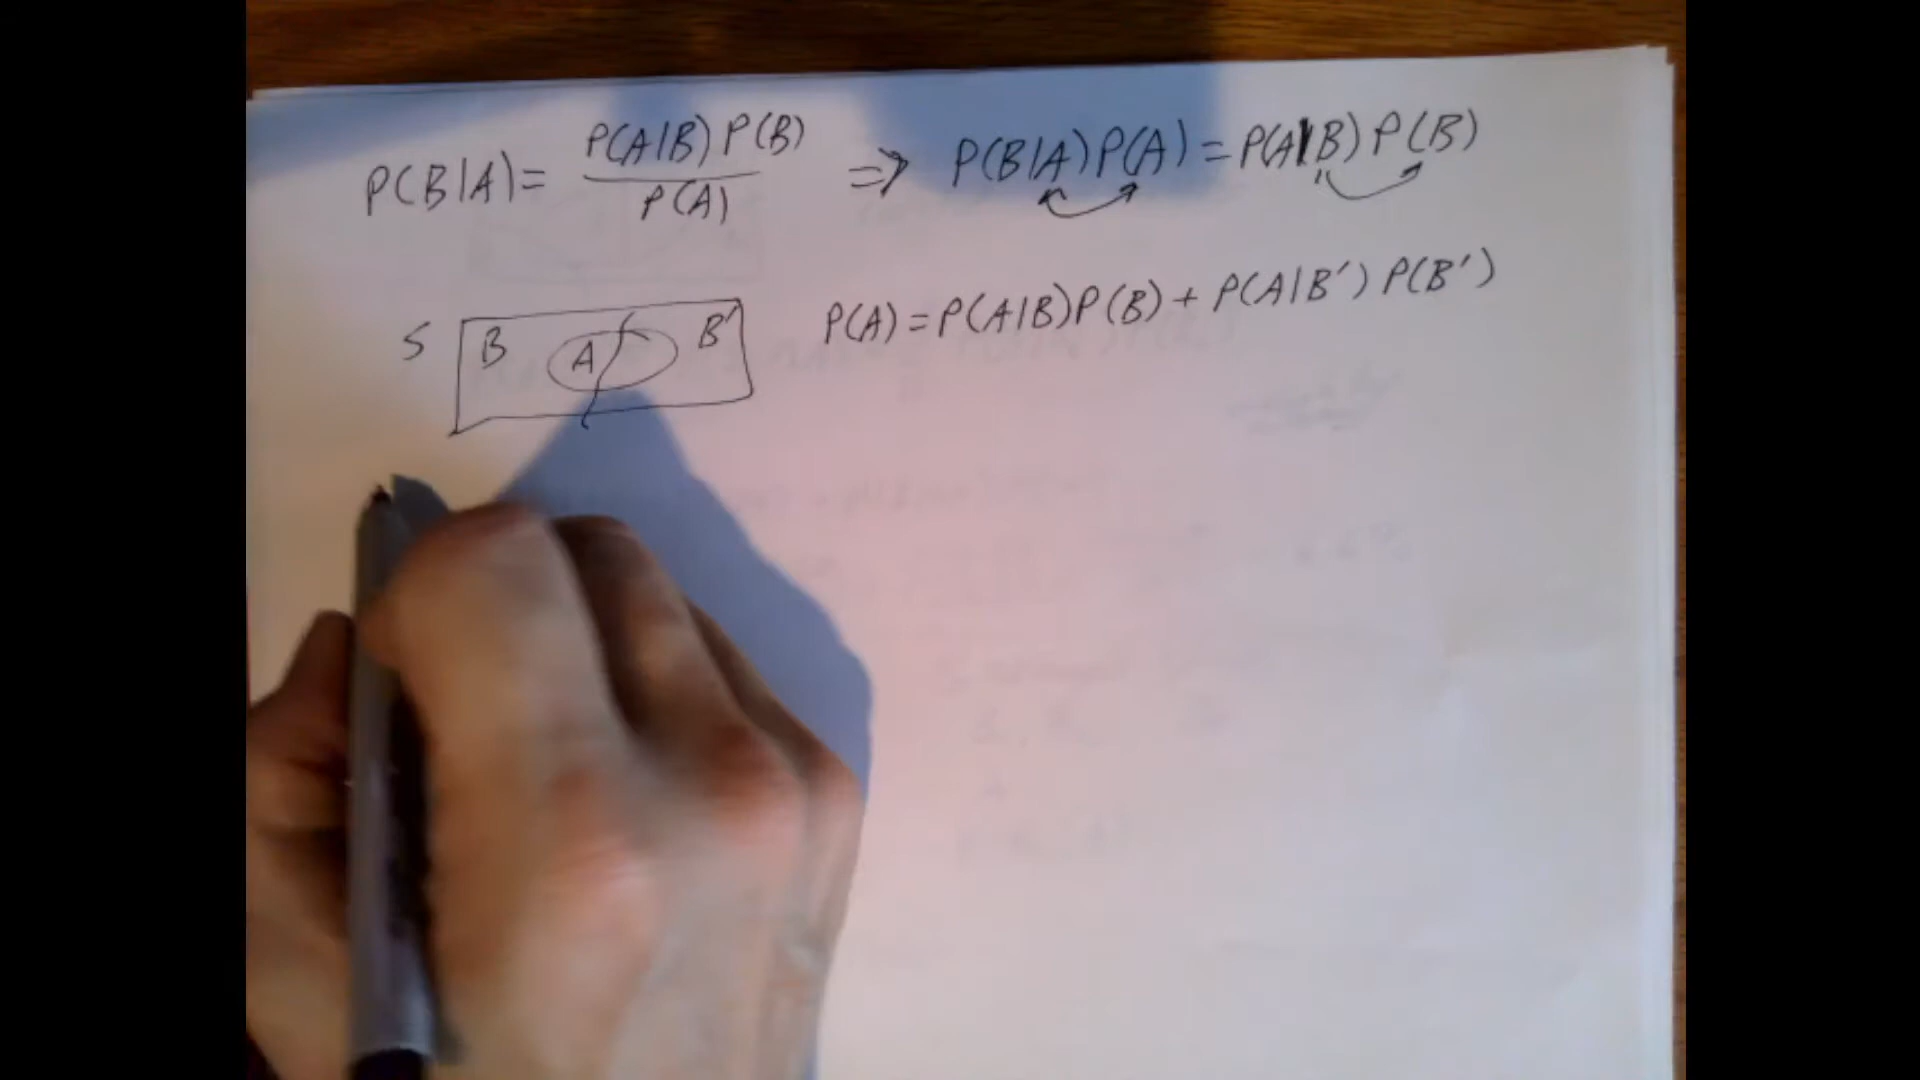 P(B|A) = P(A|B) P(B) / P(A) ⇒ P(B|A) P(A) = P(A|B) P(B)
S B A B' P(A) = P(A|B) P(B) + P(A|B') P(B')